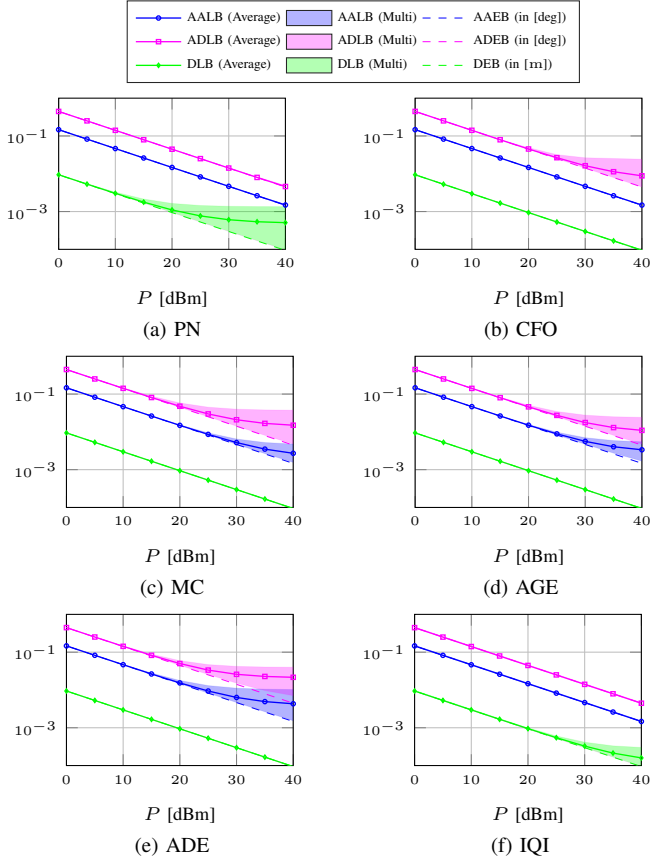 AALB (Average) AALB (Multi) AAEB (in [deg])
ADLB (Average) ADLB (Multi) ADEB (in [deg])
DLB (Average) DLB (Multi) DEB (in [m])
10−1
10−3
0 10 20 30 40
P [dBm]
(a) PN
10−1
10−3
0 10 20 30 40
P [dBm]
(b) CFO
10−1
10−3
0 10 20 30 40
P [dBm]
(c) MC
10−1
10−3
0 10 20 30 40
P [dBm]
(d) AGE
10−1
10−3
0 10 20 30 40
P [dBm]
(e) ADE
10−1
10−3
0 10 20 30 40
P [dBm]
(f) IQI